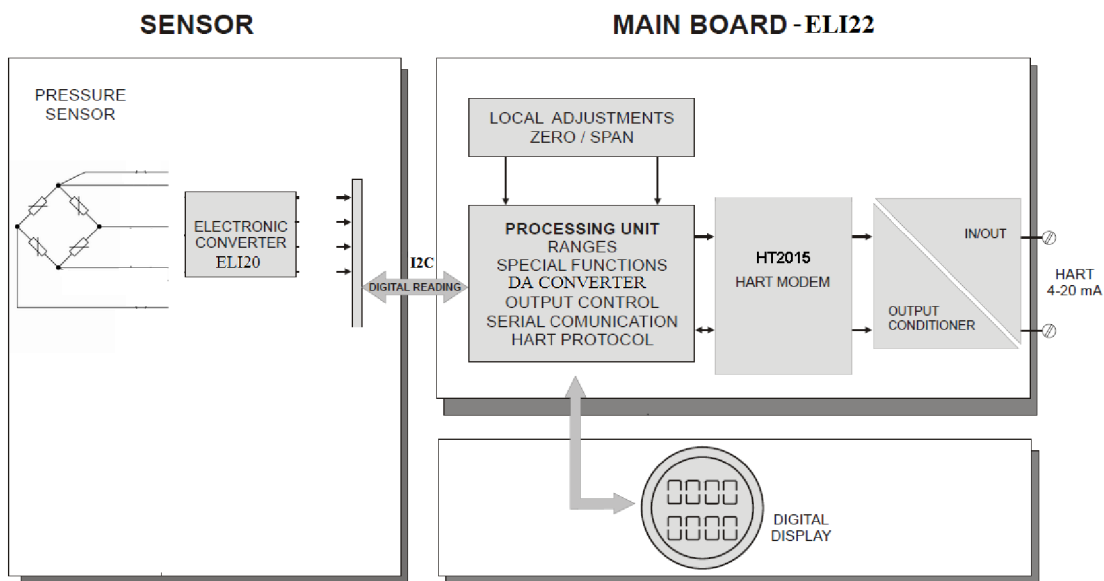 SENSOR
MAIN BOARD - ELI22
PRESSURE
SENSOR
ELECTRONIC
CONVERTER
ELI20
I2C
DIGITAL READING
LOCAL ADJUSTMENTS
ZERO / SPAN
PROCESSING UNIT
RANGES
SPECIAL FUNCTIONS
DA CONVERTER
OUTPUT CONTROL
SERIAL COMUNICATION
HART PROTOCOL
HT2015
HART MODEM
IN/OUT
OUTPUT
CONDITIONER
HART
4-20 mA
DIGITAL
DISPLAY